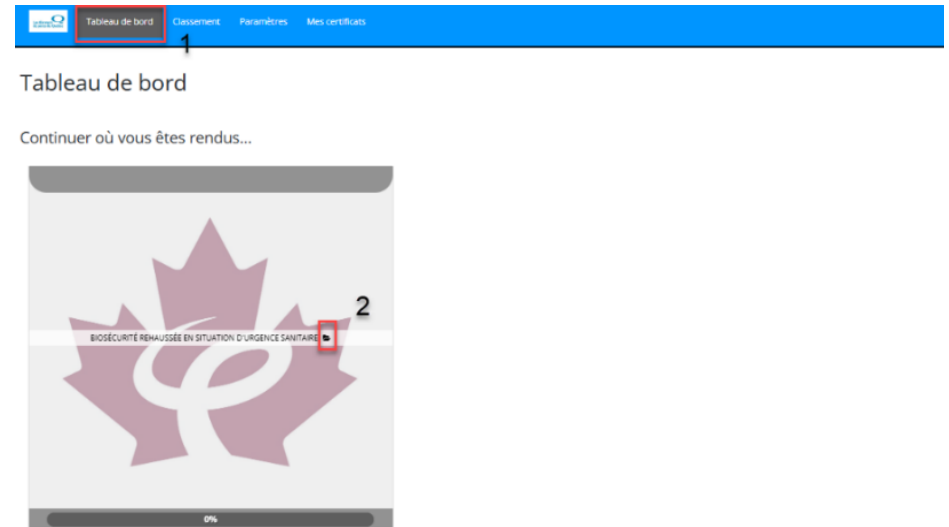 Tableau de bord Classement Paramètres Mes certificats
1
Tableau de bord
Continuer où vous êtes rendus...
2
BIOSÉCURITÉ REHAUSSÉE EN SITUATION D'URGENCE SANITAIRE
0%